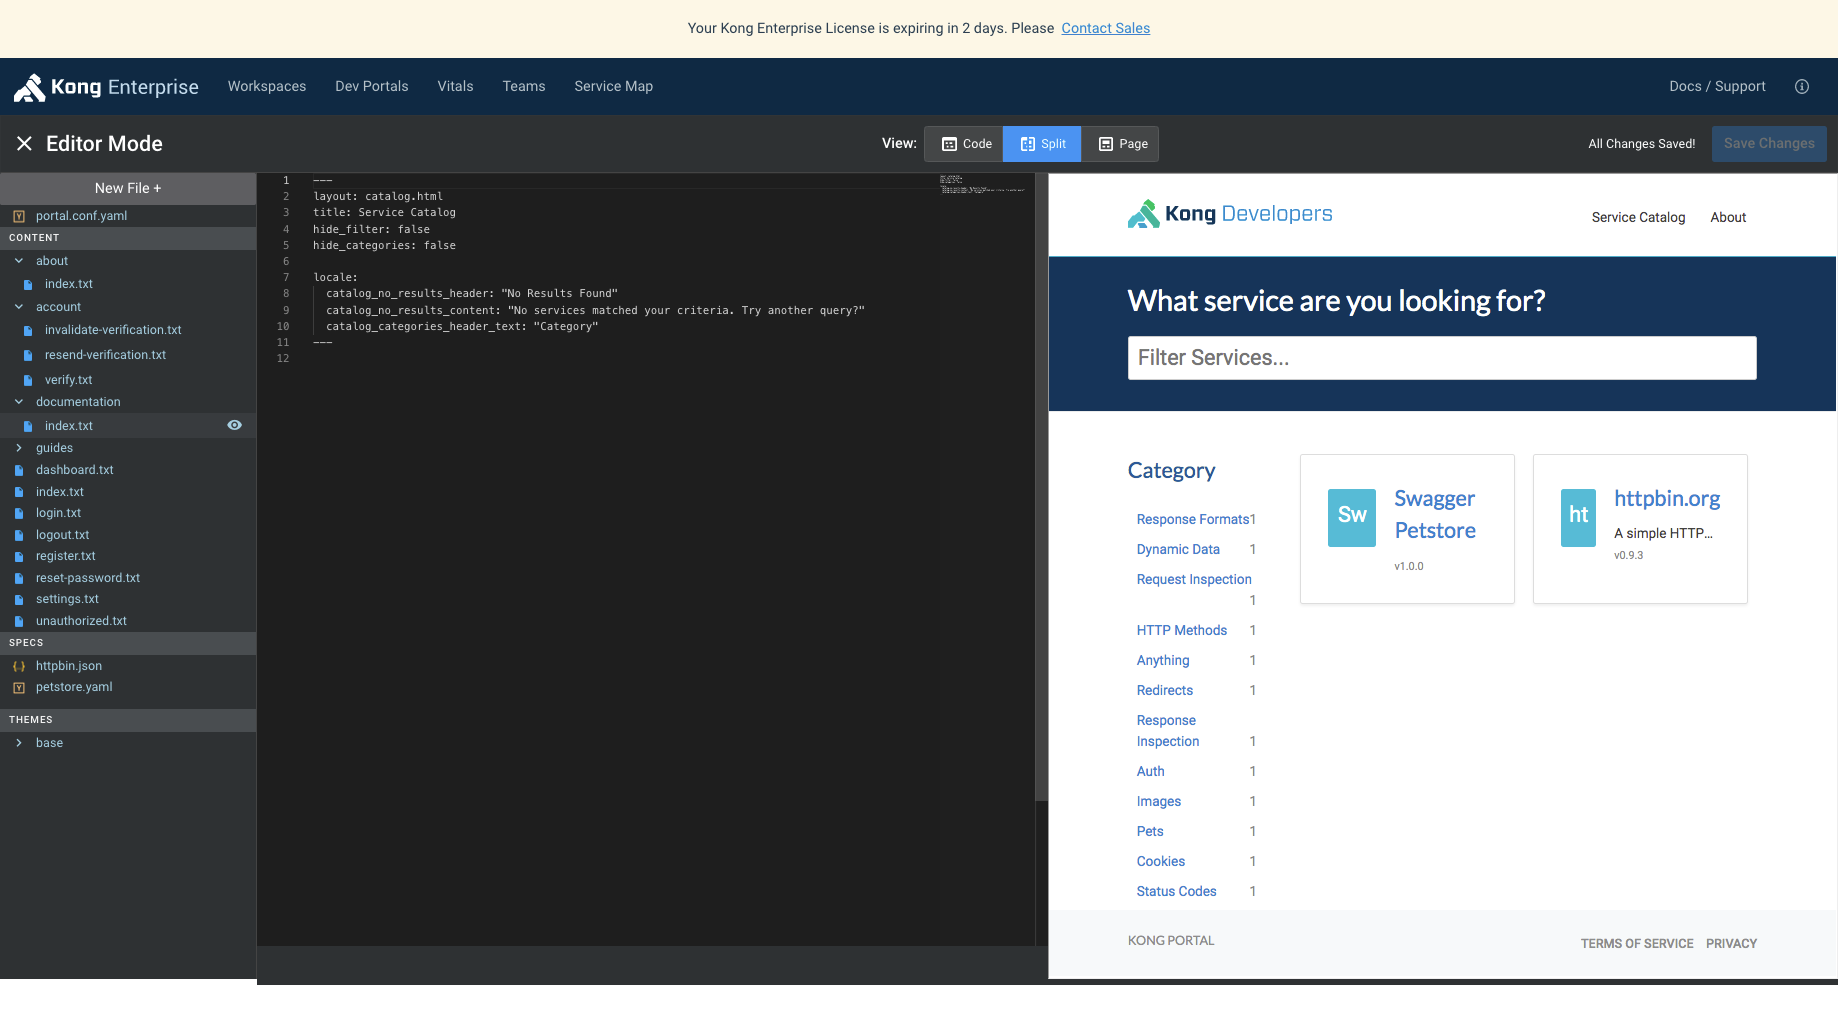 Your Kong Enterprise License is expiring in 2 days. Please Contact Sales
Kong Enterprise
Workspaces
Dev Portals
Vitals
Teams
Service Map
Docs / Support
Editor Mode
View:
Code
Split
Page
All Changes Saved!
Save Changes
New File +
portal.conf.yaml
CONTENT
about
index.txt
account
invalidate-verification.txt
resend-verification.txt
verify.txt
documentation
index.txt
guides
dashboard.txt
index.txt
login.txt
logout.txt
register.txt
reset-password.txt
settings.txt
unauthorized.txt
SPECS
httpbin.json
petstore.yaml
THEMES
base
1 ---
2 layout: catalog.html
3 title: Service Catalog
4 hide_filter: false
5 hide_categories: false
6
7 locale:
8 catalog_no_results_header: "No Results Found"
9 catalog_no_results_content: "No services matched your criteria. Try another query?"
10 catalog_categories_header_text: "Category"
11 ---
12
Kong Developers
Service Catalog
About
What service are you looking for?
Filter Services...
Category
Response Formats 1
Dynamic Data 1
Request Inspection
1
HTTP Methods 1
Anything 1
Redirects 1
Response
Inspection 1
Auth 1
Images 1
Pets 1
Cookies 1
Status Codes 1
Sw
Swagger
Petstore
v1.0.0
ht
httpbin.org
A simple HTTP...
v0.9.3
KONG PORTAL
TERMS OF SERVICE
PRIVACY